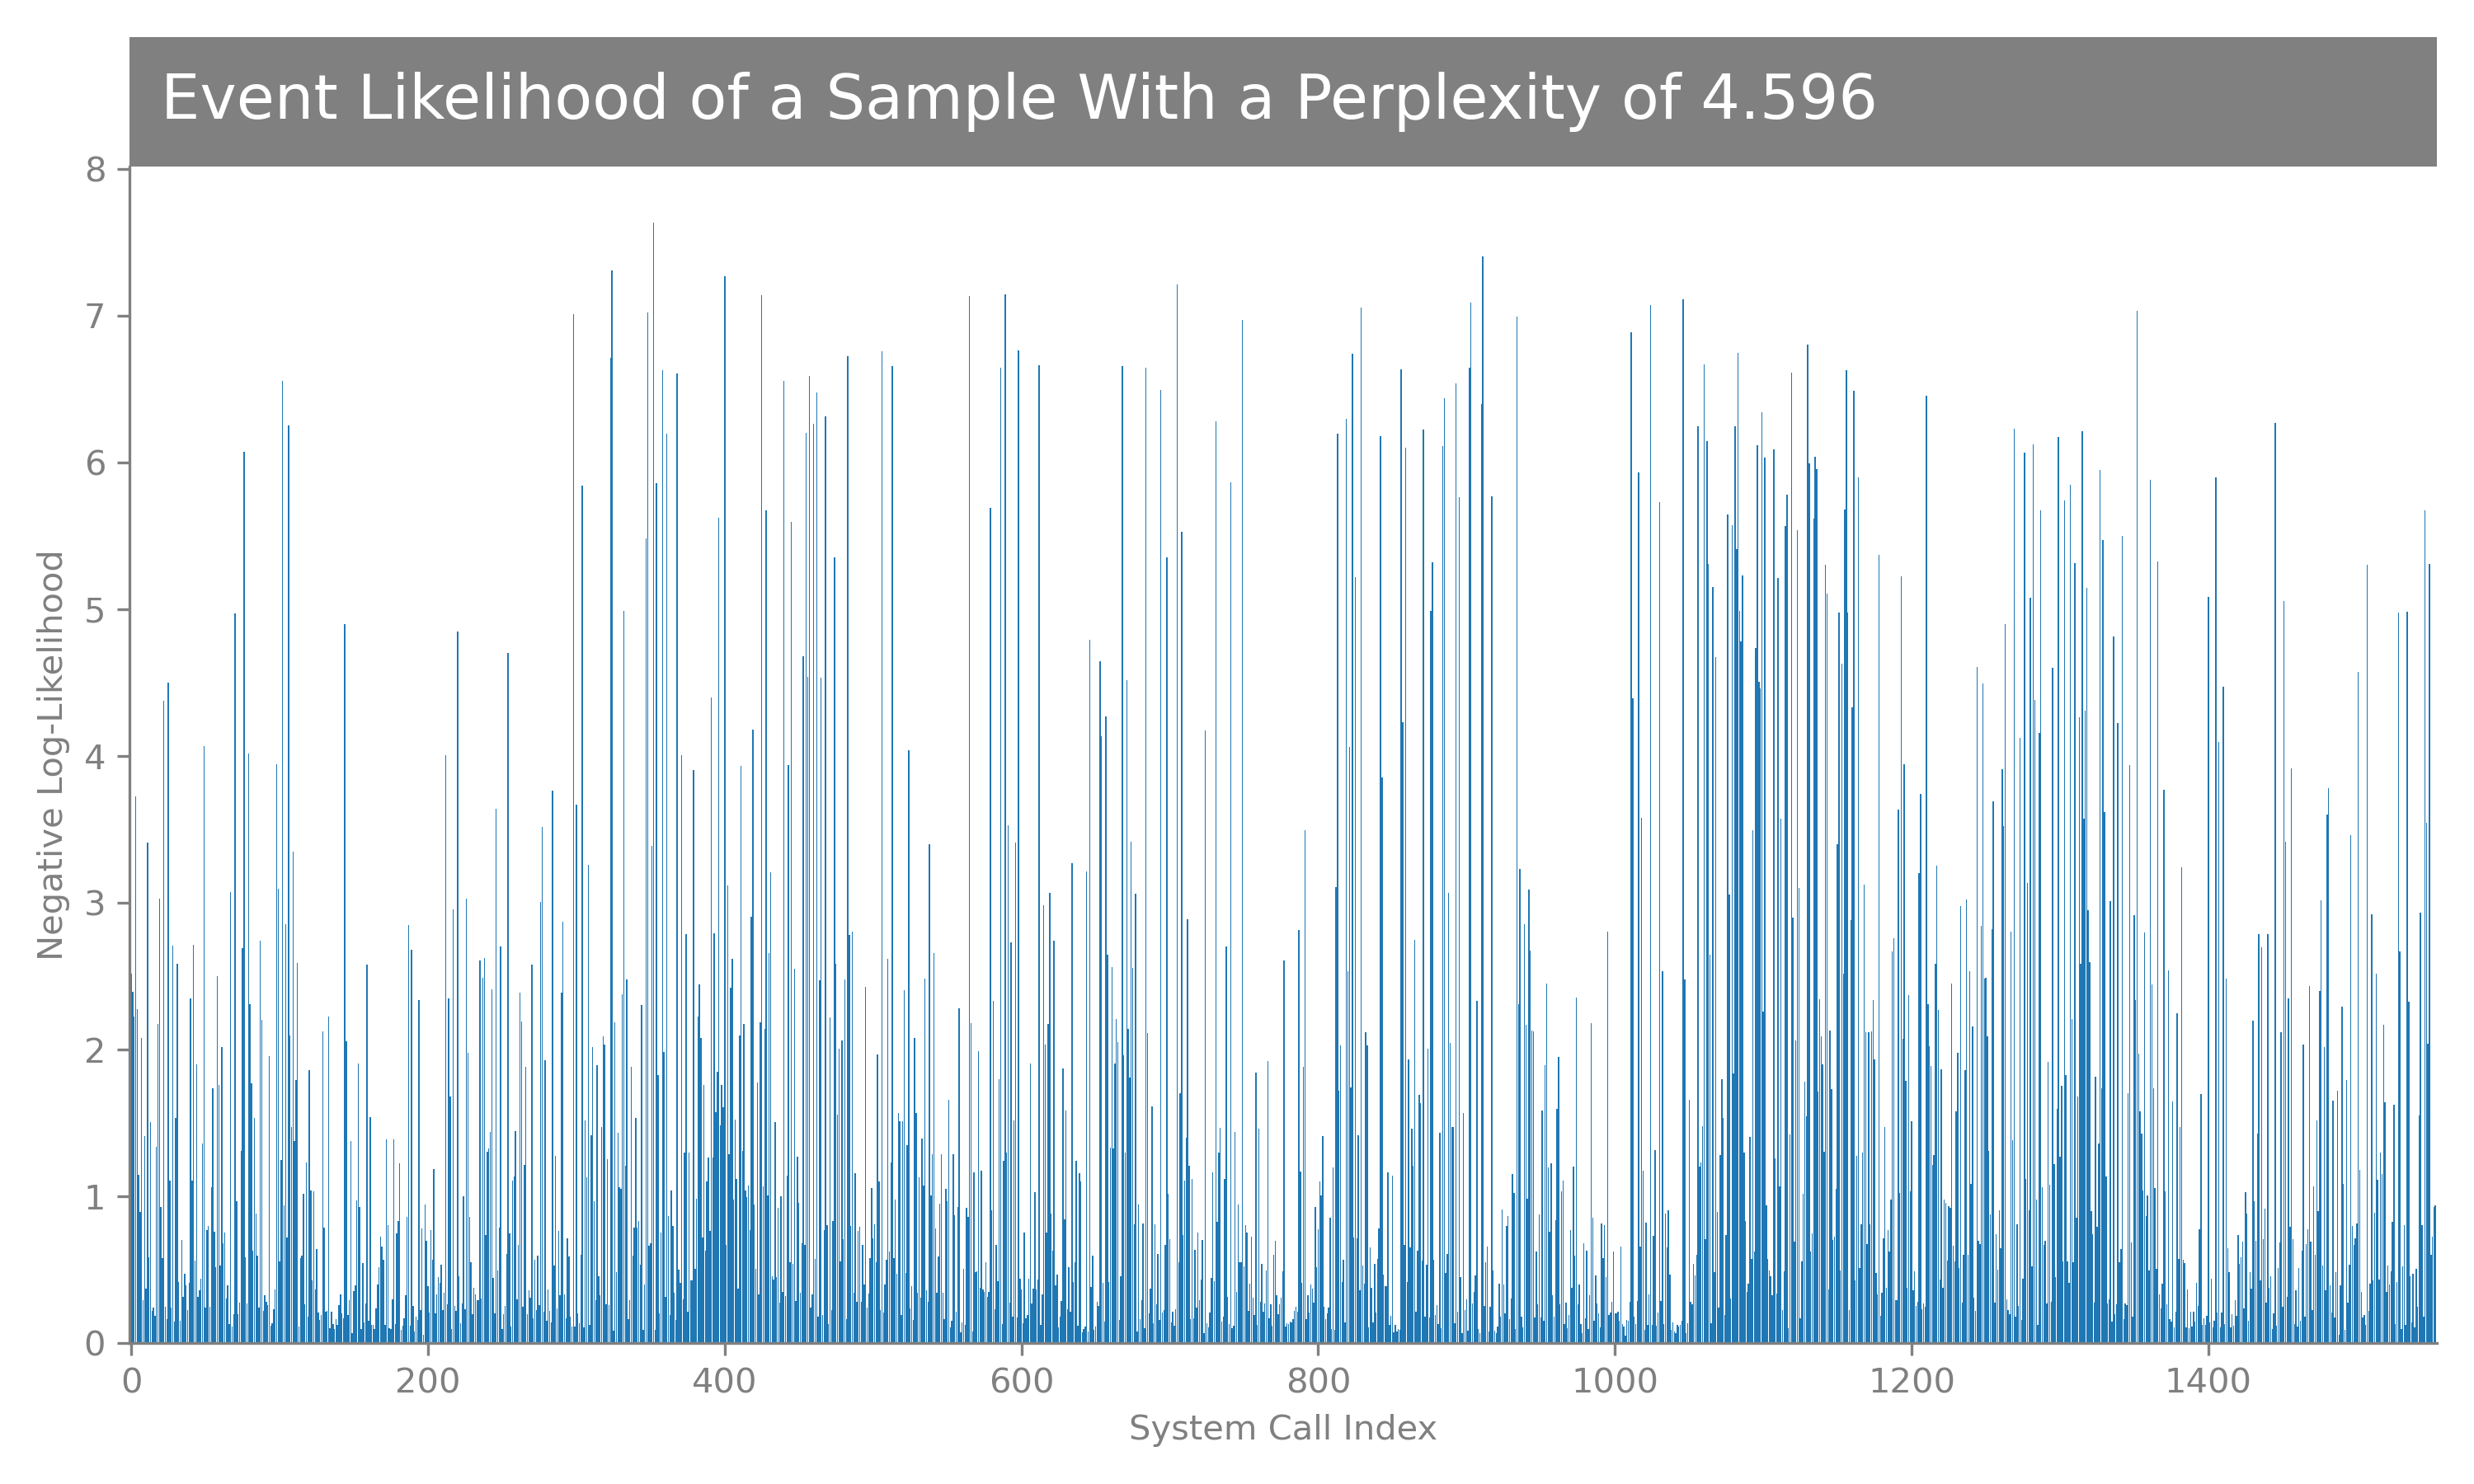 Event Likelihood of a Sample With a Perplexity of 4.596
8
7
6
5
4
3
2
1
0
Negative Log-Likelihood
0 200 400 600 800 1000 1200 1400
System Call Index